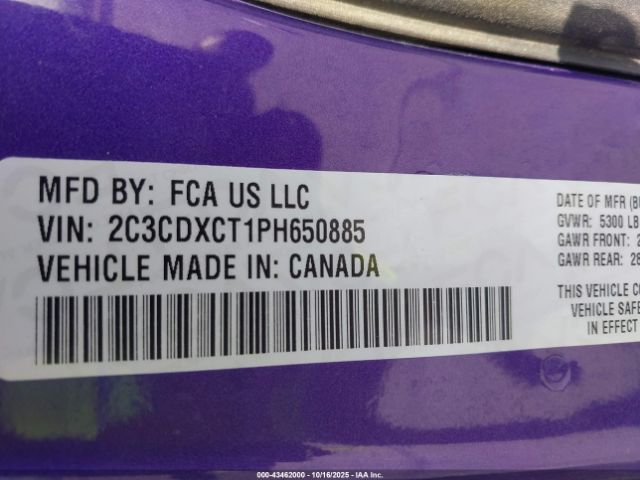 MFD BY: FCA US LLC
VIN: 2C3CDXCT1PH650885
VEHICLE MADE IN: CANADA
DATE OF MFR
GVWR: 5300 LB
GAWR FRONT:
GAWR REAR:
THIS VEHICLE
VEHICLE
IN EFFECT
000-43462000 - 10/16/2025 - IAA Inc.